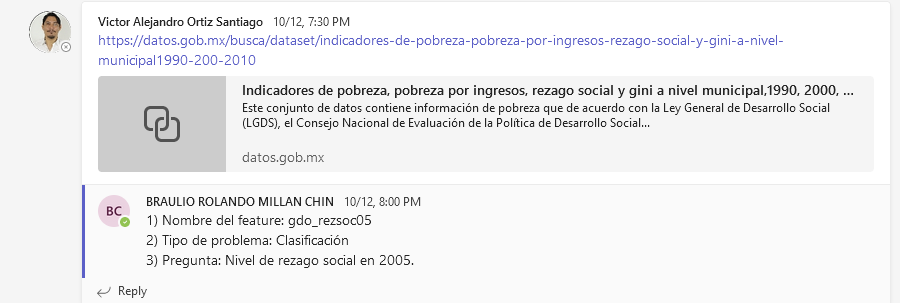 Victor Alejandro Ortiz Santiago 10/12, 7:30 PM
https://datos.gob.mx/busca/dataset/indicadores-de-pobreza-pobreza-por-ingresos-rezago-social-y-gini-a-nivel-
municipal1990-200-2010
Indicadores de pobreza, pobreza por ingresos, rezago social y gini a nivel municipal,1990, 2000, ...
Este conjunto de datos contiene información de pobreza que de acuerdo con la Ley General de Desarrollo Social
(LGDS), el Consejo Nacional de Evaluación de la Política de Desarrollo Social...
datos.gob.mx
BC
BRAULIO ROLANDO MILLAN CHIN 10/12, 8:00 PM
1) Nombre del feature: gdo_rezsoc05
2) Tipo de problema: Clasificación
3) Pregunta: Nivel de rezago social en 2005.
Reply